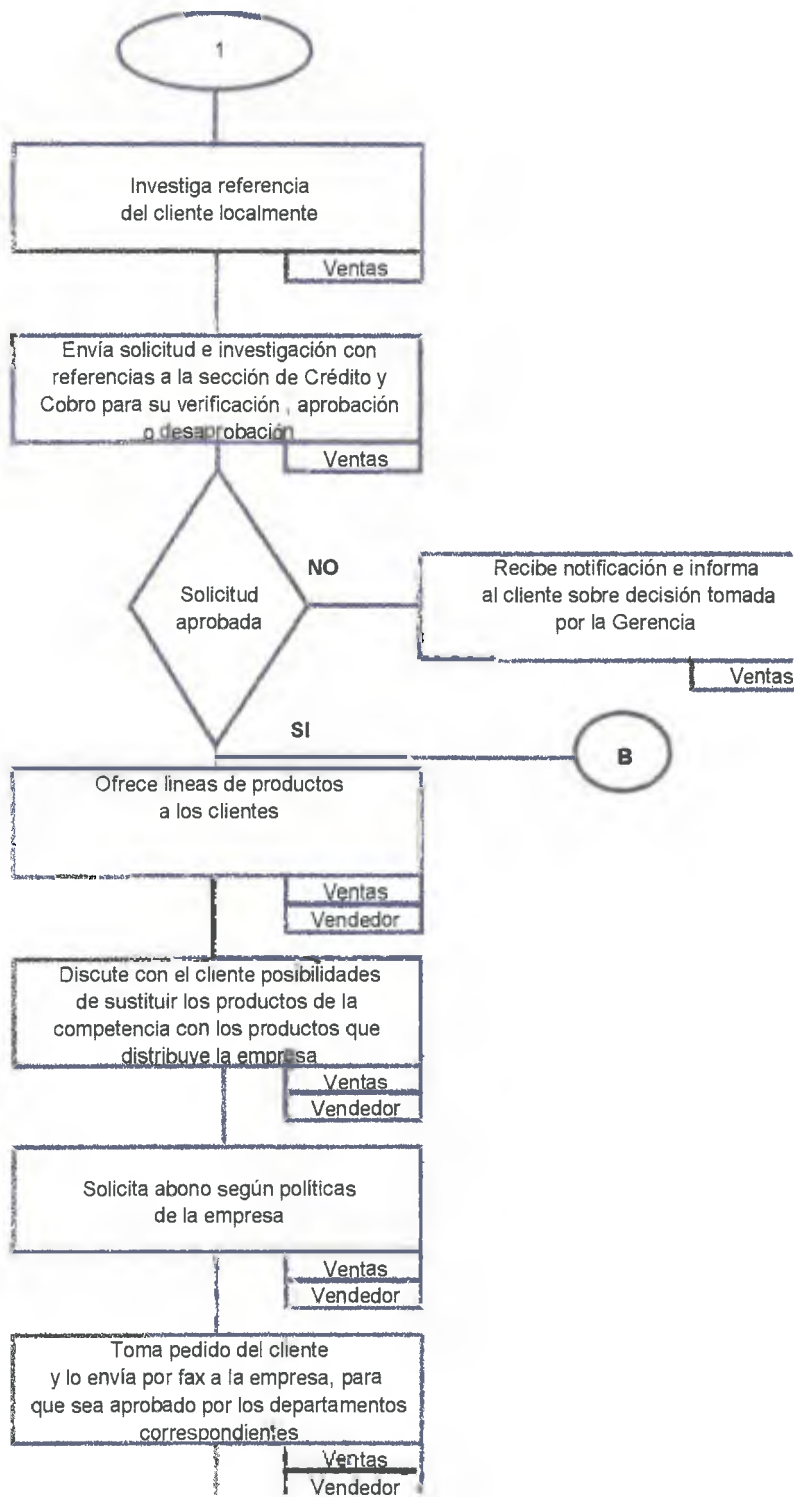 1
Investiga referencia
del cliente localmente
Ventas
Envía solicitud e investigación con
referencias a la sección de Crédito y
Cobro para su verificación , aprobación
o desaprobación
Ventas
Solicitud
aprobada
NO
Recibe notificación e informa
al cliente sobre decisión tomada
por la Gerencia
Ventas
SI
B
Ofrece lineas de productos
a los clientes
Ventas
Vendedor
Discute con el cliente posibilidades
de sustituir los productos de la
competencia con los productos que
distribuye la empresa
Ventas
Vendedor
Solicita abono según políticas
de la empresa
Ventas
Vendedor
Toma pedido del cliente
y lo envía por fax a la empresa, para
que sea aprobado por los departamentos
correspondientes
Ventas
Vendedor